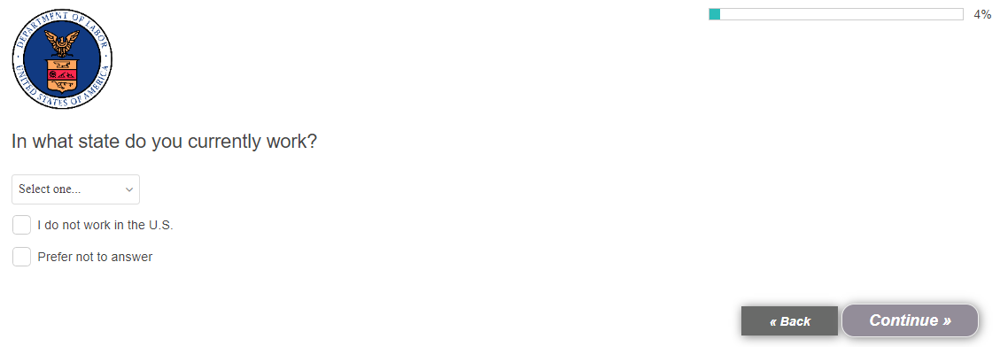 DEPARTMENT OF LABOR
UNITED STATES OF AMERICA
4%
In what state do you currently work?
Select one...
I do not work in the U.S.
Prefer not to answer
« Back
Continue »